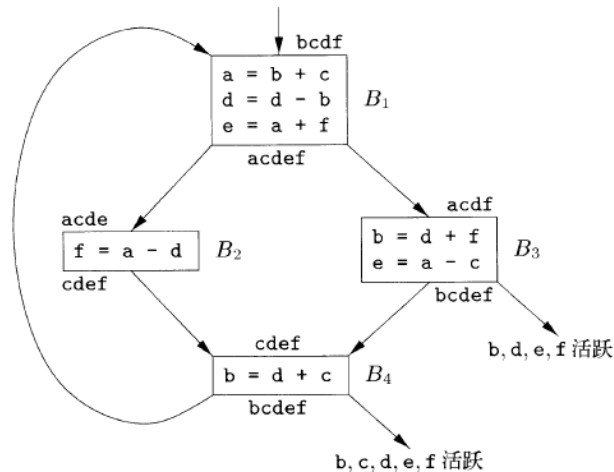 bcdf
a = b + c
d = d - b
e = a + f
B₁
acdef
acde
f = a - d
B₂
cdef
acdf
b = d + f
e = a - c
B₃
bcdef
b, d, e, f 活跃
cdef
b = d + c
B₄
bcdef
b, c, d, e, f 活跃